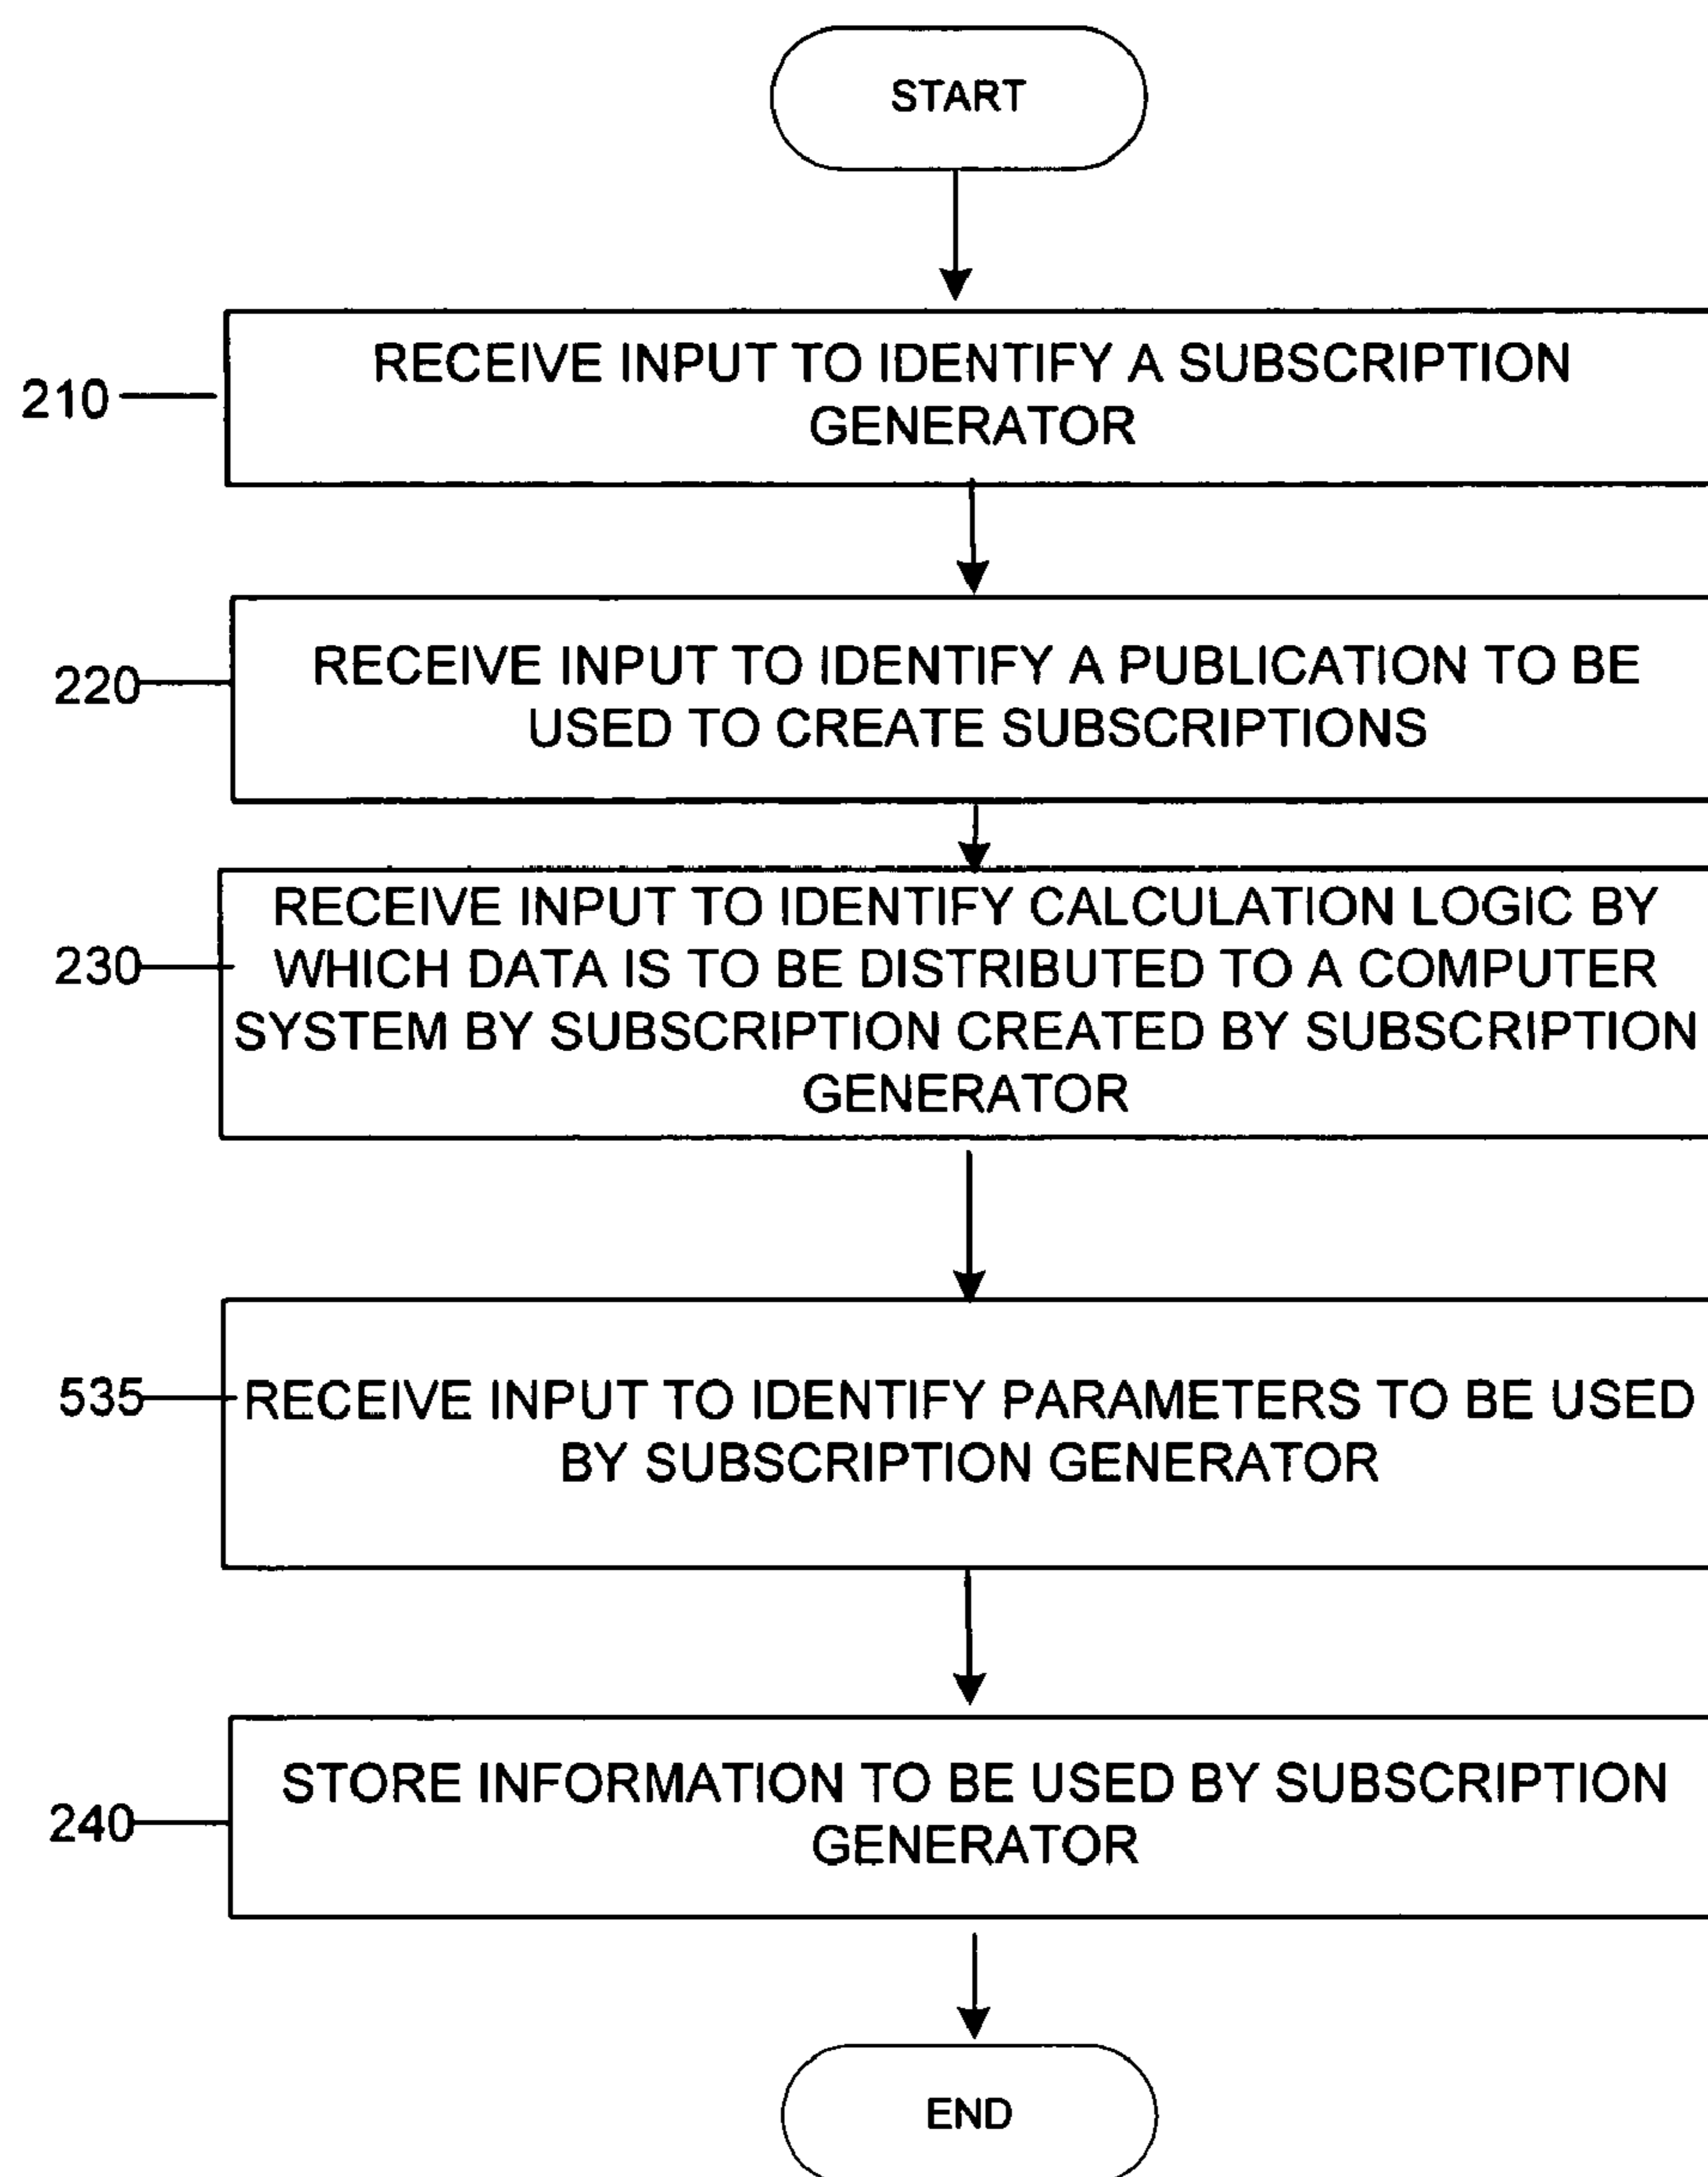 START
RECEIVE INPUT TO IDENTIFY A SUBSCRIPTION
GENERATOR
210
RECEIVE INPUT TO IDENTIFY A PUBLICATION TO BE
USED TO CREATE SUBSCRIPTIONS
220
RECEIVE INPUT TO IDENTIFY CALCULATION LOGIC BY
WHICH DATA IS TO BE DISTRIBUTED TO A COMPUTER
SYSTEM BY SUBSCRIPTION CREATED BY SUBSCRIPTION
GENERATOR
230
RECEIVE INPUT TO IDENTIFY PARAMETERS TO BE USED
BY SUBSCRIPTION GENERATOR
535
STORE INFORMATION TO BE USED BY SUBSCRIPTION
GENERATOR
240
END